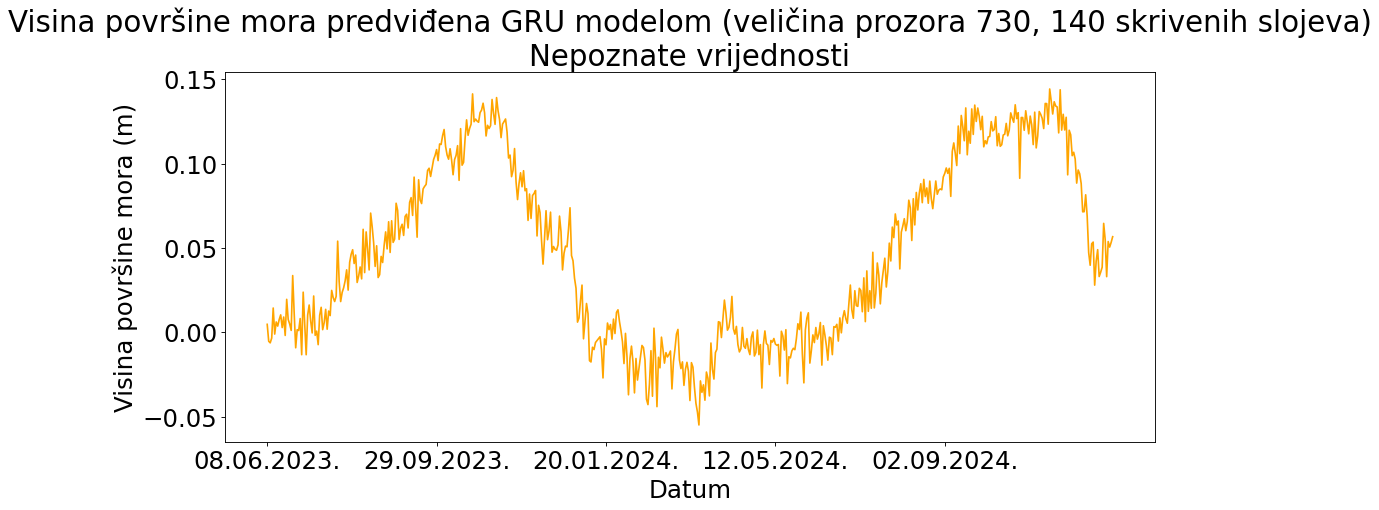 Visina površine mora predviđena GRU modelom (veličina prozora 730, 140 skrivenih slojeva)
Nepoznate vrijednosti
Visina površine mora (m)
0.15
0.10
0.05
0.00
−0.05
08.06.2023. 29.09.2023. 20.01.2024. 12.05.2024. 02.09.2024.
Datum